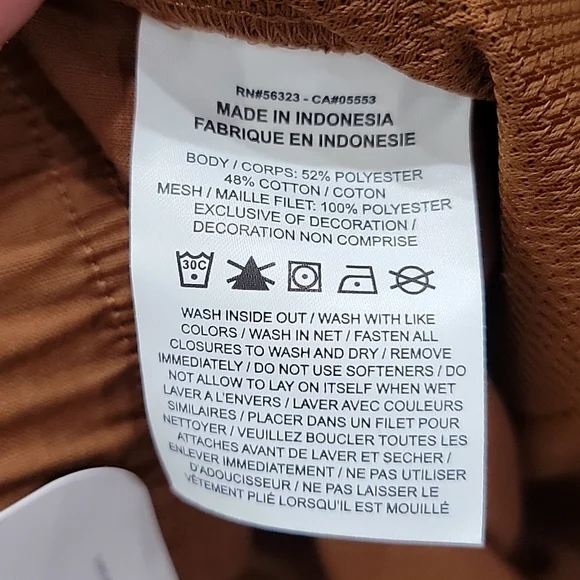 RN#56323 - CA#05553
MADE IN INDONESIA
FABRIQUE EN INDONESIE
BODY / CORPS: 52% POLYESTER
48% COTTON / COTON
MESH / MAILLE FILET: 100% POLYESTER
EXCLUSIVE OF DECORATION /
DECORATION NON COMPRISE
30C
WASH INSIDE OUT / WASH WITH LIKE
COLORS / WASH IN NET / FASTEN ALL
CLOSURES TO WASH AND DRY / REMOVE
IMMEDIATELY / DO NOT USE SOFTENERS / DO
NOT ALLOW TO LAY ON ITSELF WHEN WET
LAVER A L'ENVERS / LAVER AVEC COULEURS
SIMILAIRES / PLACER DANS UN FILET POUR
NETTOYER / VEUILLEZ BOUCLER TOUTES LES
ATTACHES AVANT DE LAVER ET SECHER /
ENLEVER IMMEDIATEMENT / NE PAS UTILISER
D'ADOUCISSEUR / NE PAS LAISSER LE
VÊTEMENT PLIÉ LORSQU'IL EST MOUILLÉ